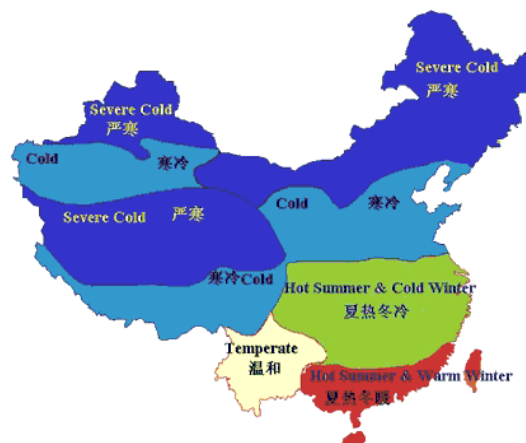 Severe Cold
严寒
Severe Cold
严寒
Cold
寒冷
Cold
寒冷
Severe Cold
严寒
寒冷Cold
Hot Summer & Cold Winter
夏热冬冷
Temperate
温和
Hot Summer & Warm Winter
夏热冬暖